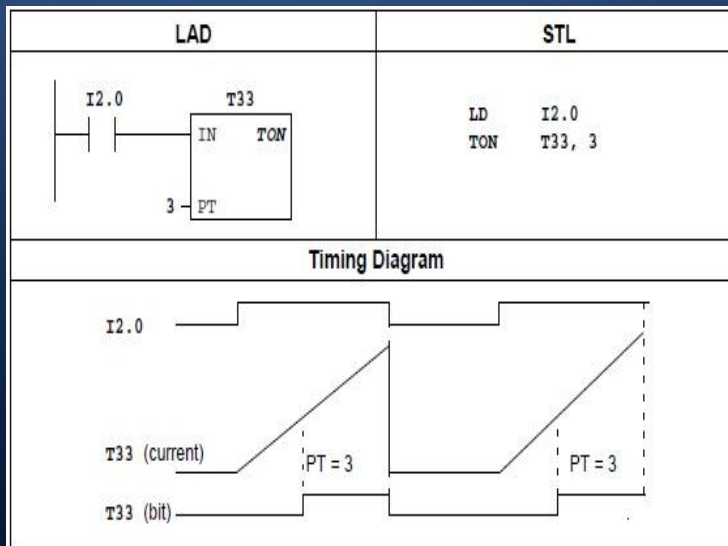 LAD
STL
I2.0
T33
IN TON
3 PT
LD I2.0
TON T33, 3
Timing Diagram
I2.0
T33 (current)
PT = 3
PT = 3
T33 (bit)